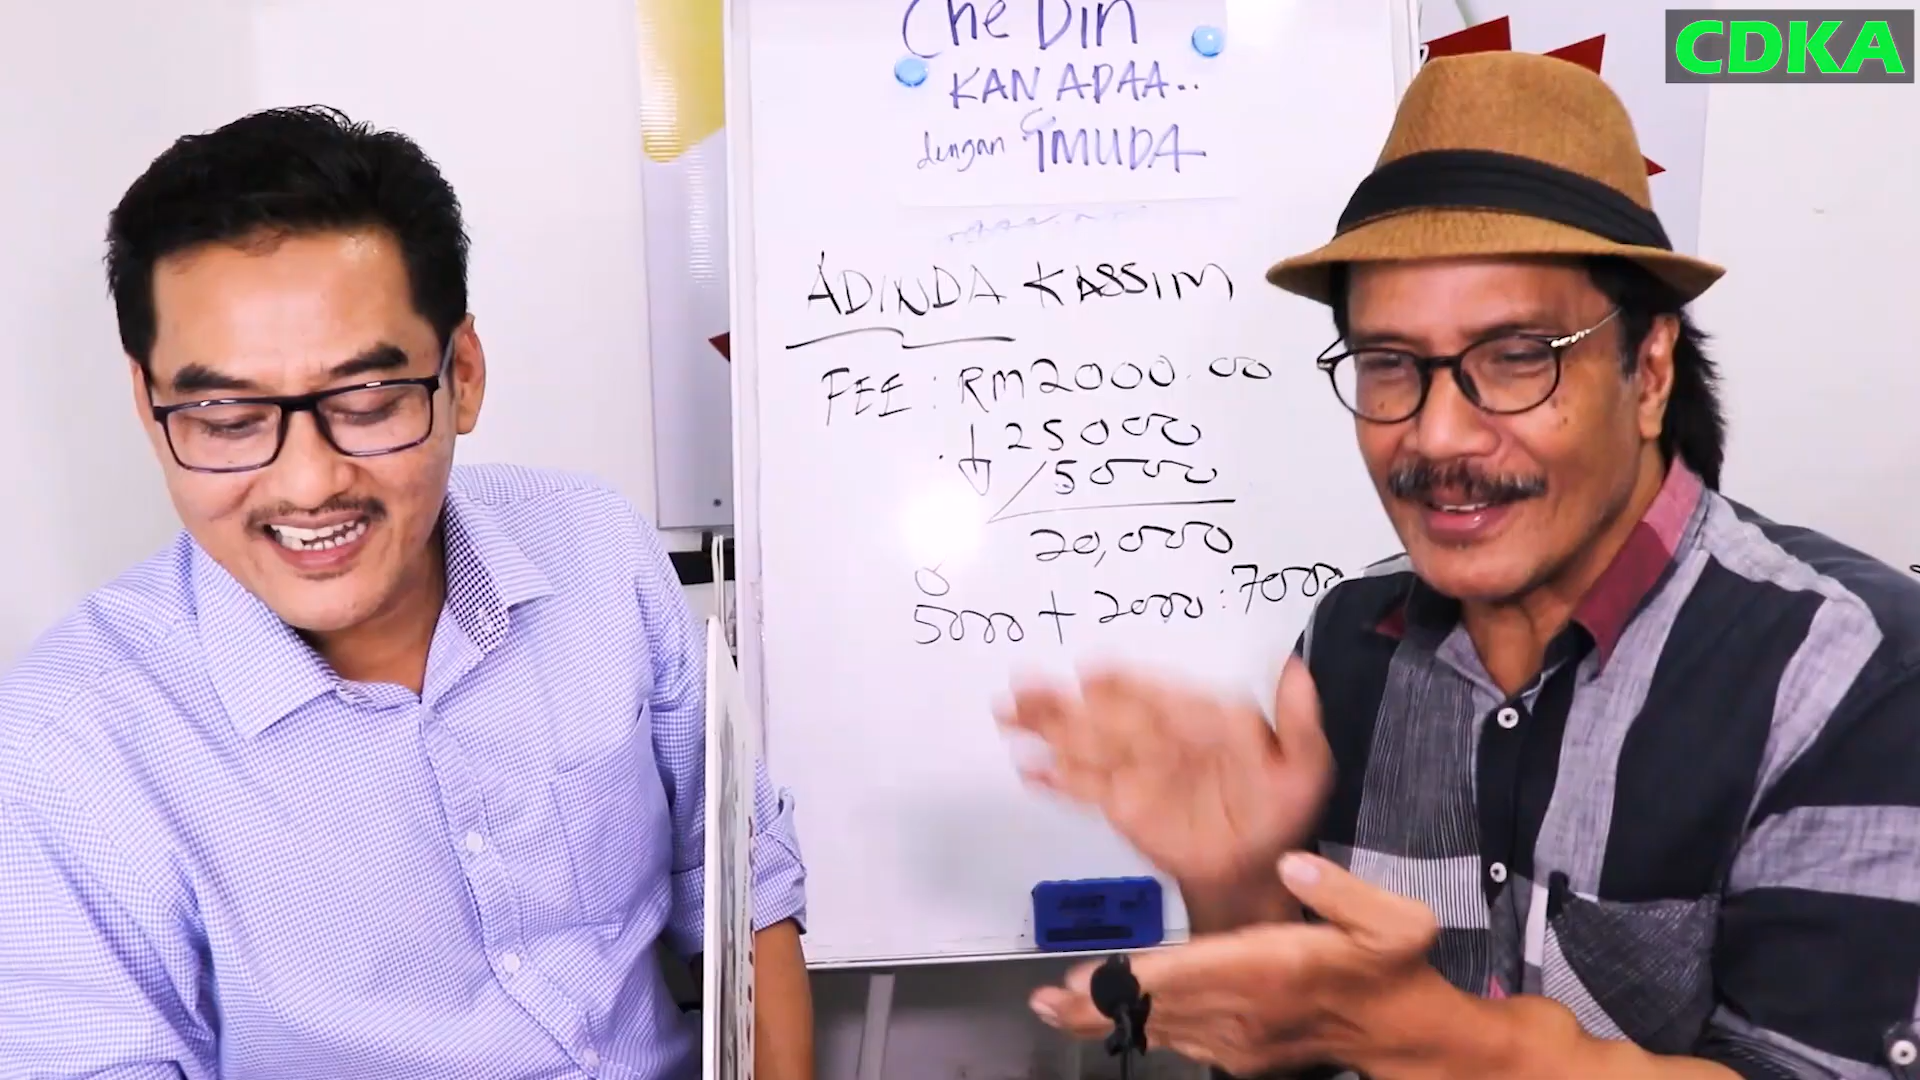 CDKA
Che Din
KAN ADAA..
dengan IMUDA
ADINDA KASSIM
FEE : RM2000.00
25000
5000
20,000
5000 + 2000 : 7000